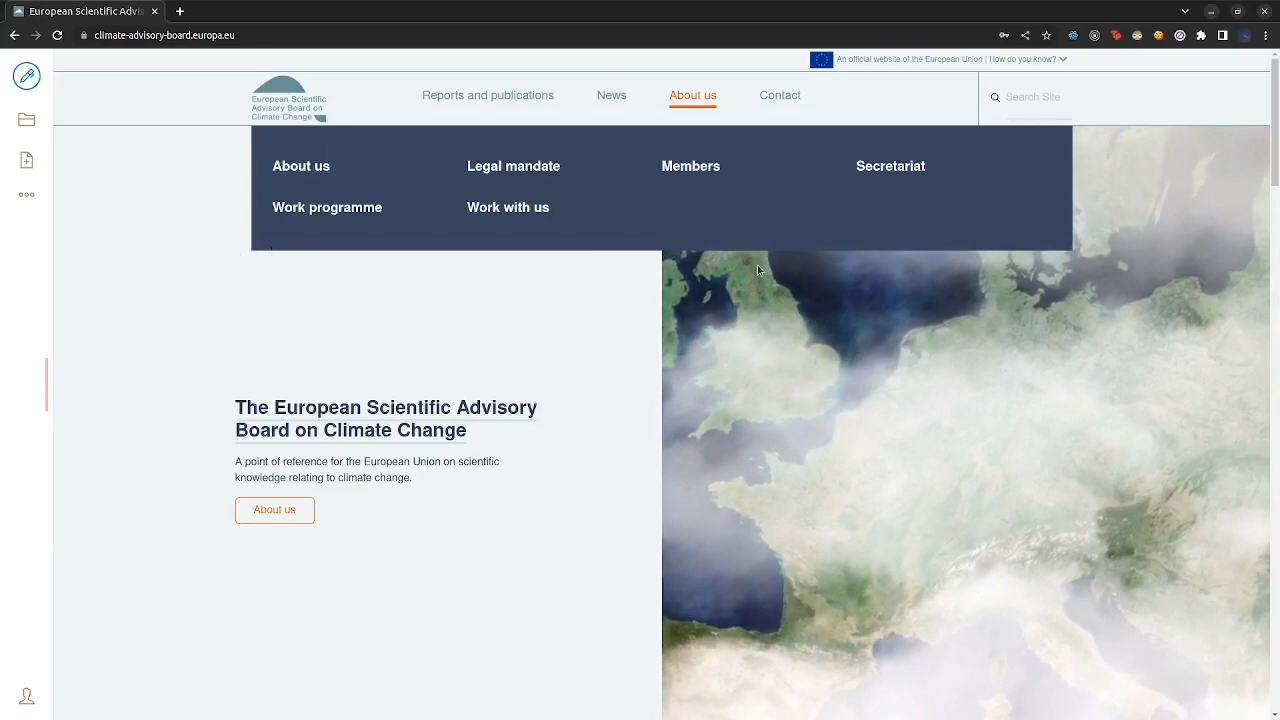 European Scientific Advis
climate-advisory-board.europa.eu
An official website of the European Union | How do you know?
European Scientific
Advisory Board on
Climate Change
Reports and publications
News
About us
Contact
Search Site
About us
Legal mandate
Members
Secretariat
Work programme
Work with us
The European Scientific Advisory
Board on Climate Change
A point of reference for the European Union on scientific
knowledge relating to climate change.
About us